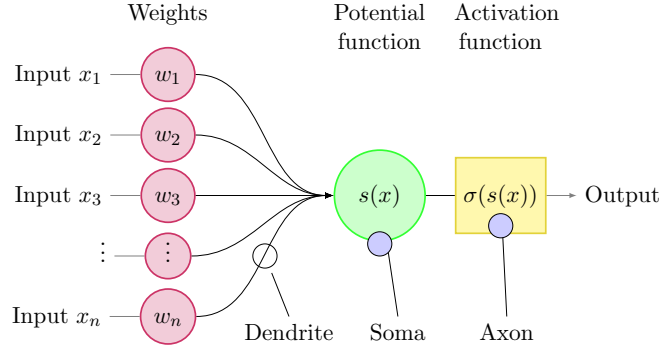 Weights
Potential function
Activation function
Input x₁
w₁
Input x₂
w₂
Input x₃
w₃
s(x)
σ(s(x))
Output
⋮
⋮
Input xₙ
wₙ
Dendrite
Soma
Axon